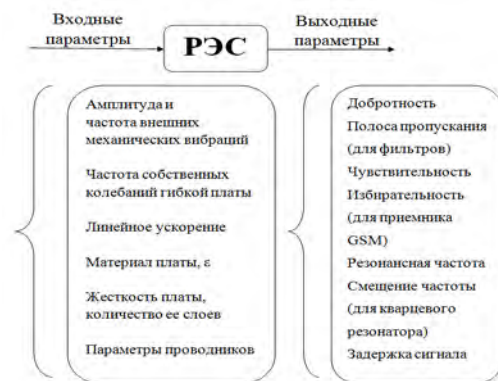 Входные
параметры
РЭС
Выходные
параметры
Амплитуда и
частота внешних
механических вибраций
Частота собственных
колебаний гибкой платы
Линейное ускорение
Материал платы, ε
Жесткость платы,
количество ее слоев
Параметры проводников
Добротность
Полоса пропускания
(для фильтров)
Чувствительность
Избирательность
(для приемника
GSM)
Резонансная частота
Смещение частоты
(для кварцевого
резонатора)
Задержка сигнала